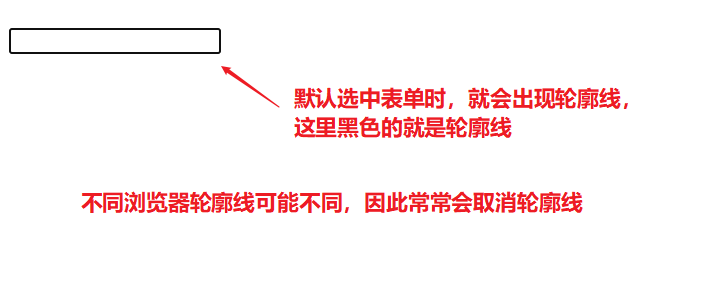 默认选中表单时，就会出现轮廓线，
这里黑色的就是轮廓线
不同浏览器轮廓线可能不同，因此常常会取消轮廓线